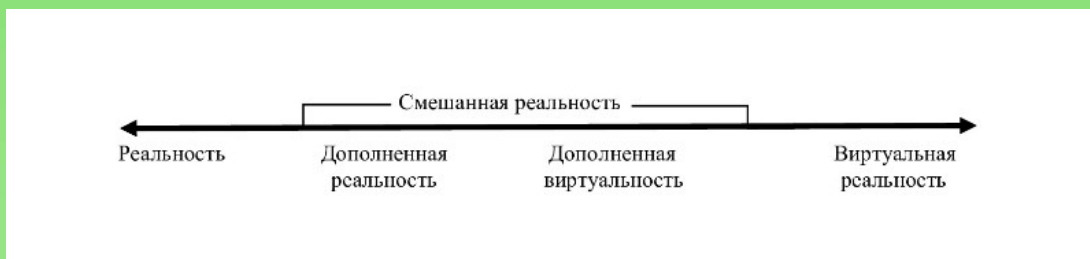 Смешанная реальность
Реальность
Дополненная
реальность
Дополненная
виртуальность
Виртуальная
реальность